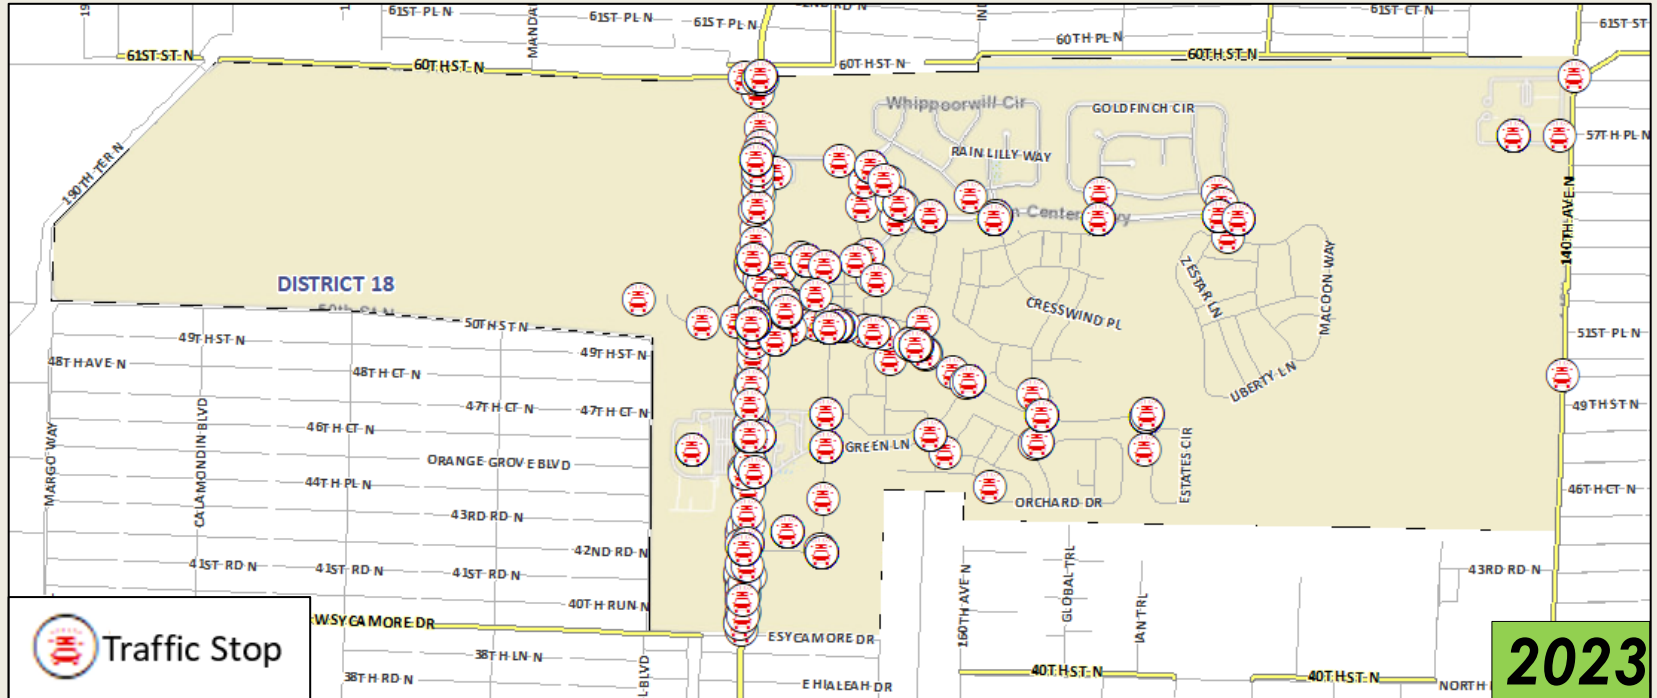 61ST PL N
61ST PL N
61ST PL N
61ST CT N
61ST ST
60TH PL N
61ST ST N
60TH ST N
60TH ST N
60TH ST N
Whippoorwill Cir
GOLDFINCH CIR
57TH PL N
RAIN LILLY WAY
190TH TER N
140TH AVE N
DISTRICT 18
50TH ST N
ZESTAR LN
MACOON WAY
CRESSWIND PL
51ST PL N
49TH ST N
49TH ST N
48TH AVE N
48TH CT N
LIBERTY LN
47TH CT N
47TH CT N
49TH ST N
46TH CT N
GREEN LN
MARGO WAY
CALAMONDIN BLVD
ORANGE GROVE BLVD
ESTATES CIR
44TH PL N
ORCHARD DR
46TH CT N
43RD RD N
42ND RD N
41ST RD N
41ST RD N
41ST RD N
43RD RD N
160TH AVE N
GLOBAL TRL
IAN TRL
40TH RUN N
W SYCAMORE DR
E SYCAMORE DR
Traffic Stop
38TH LN N
38TH RD N
E HIALEAH DR
40TH ST N
40TH ST N
NORTH
2023